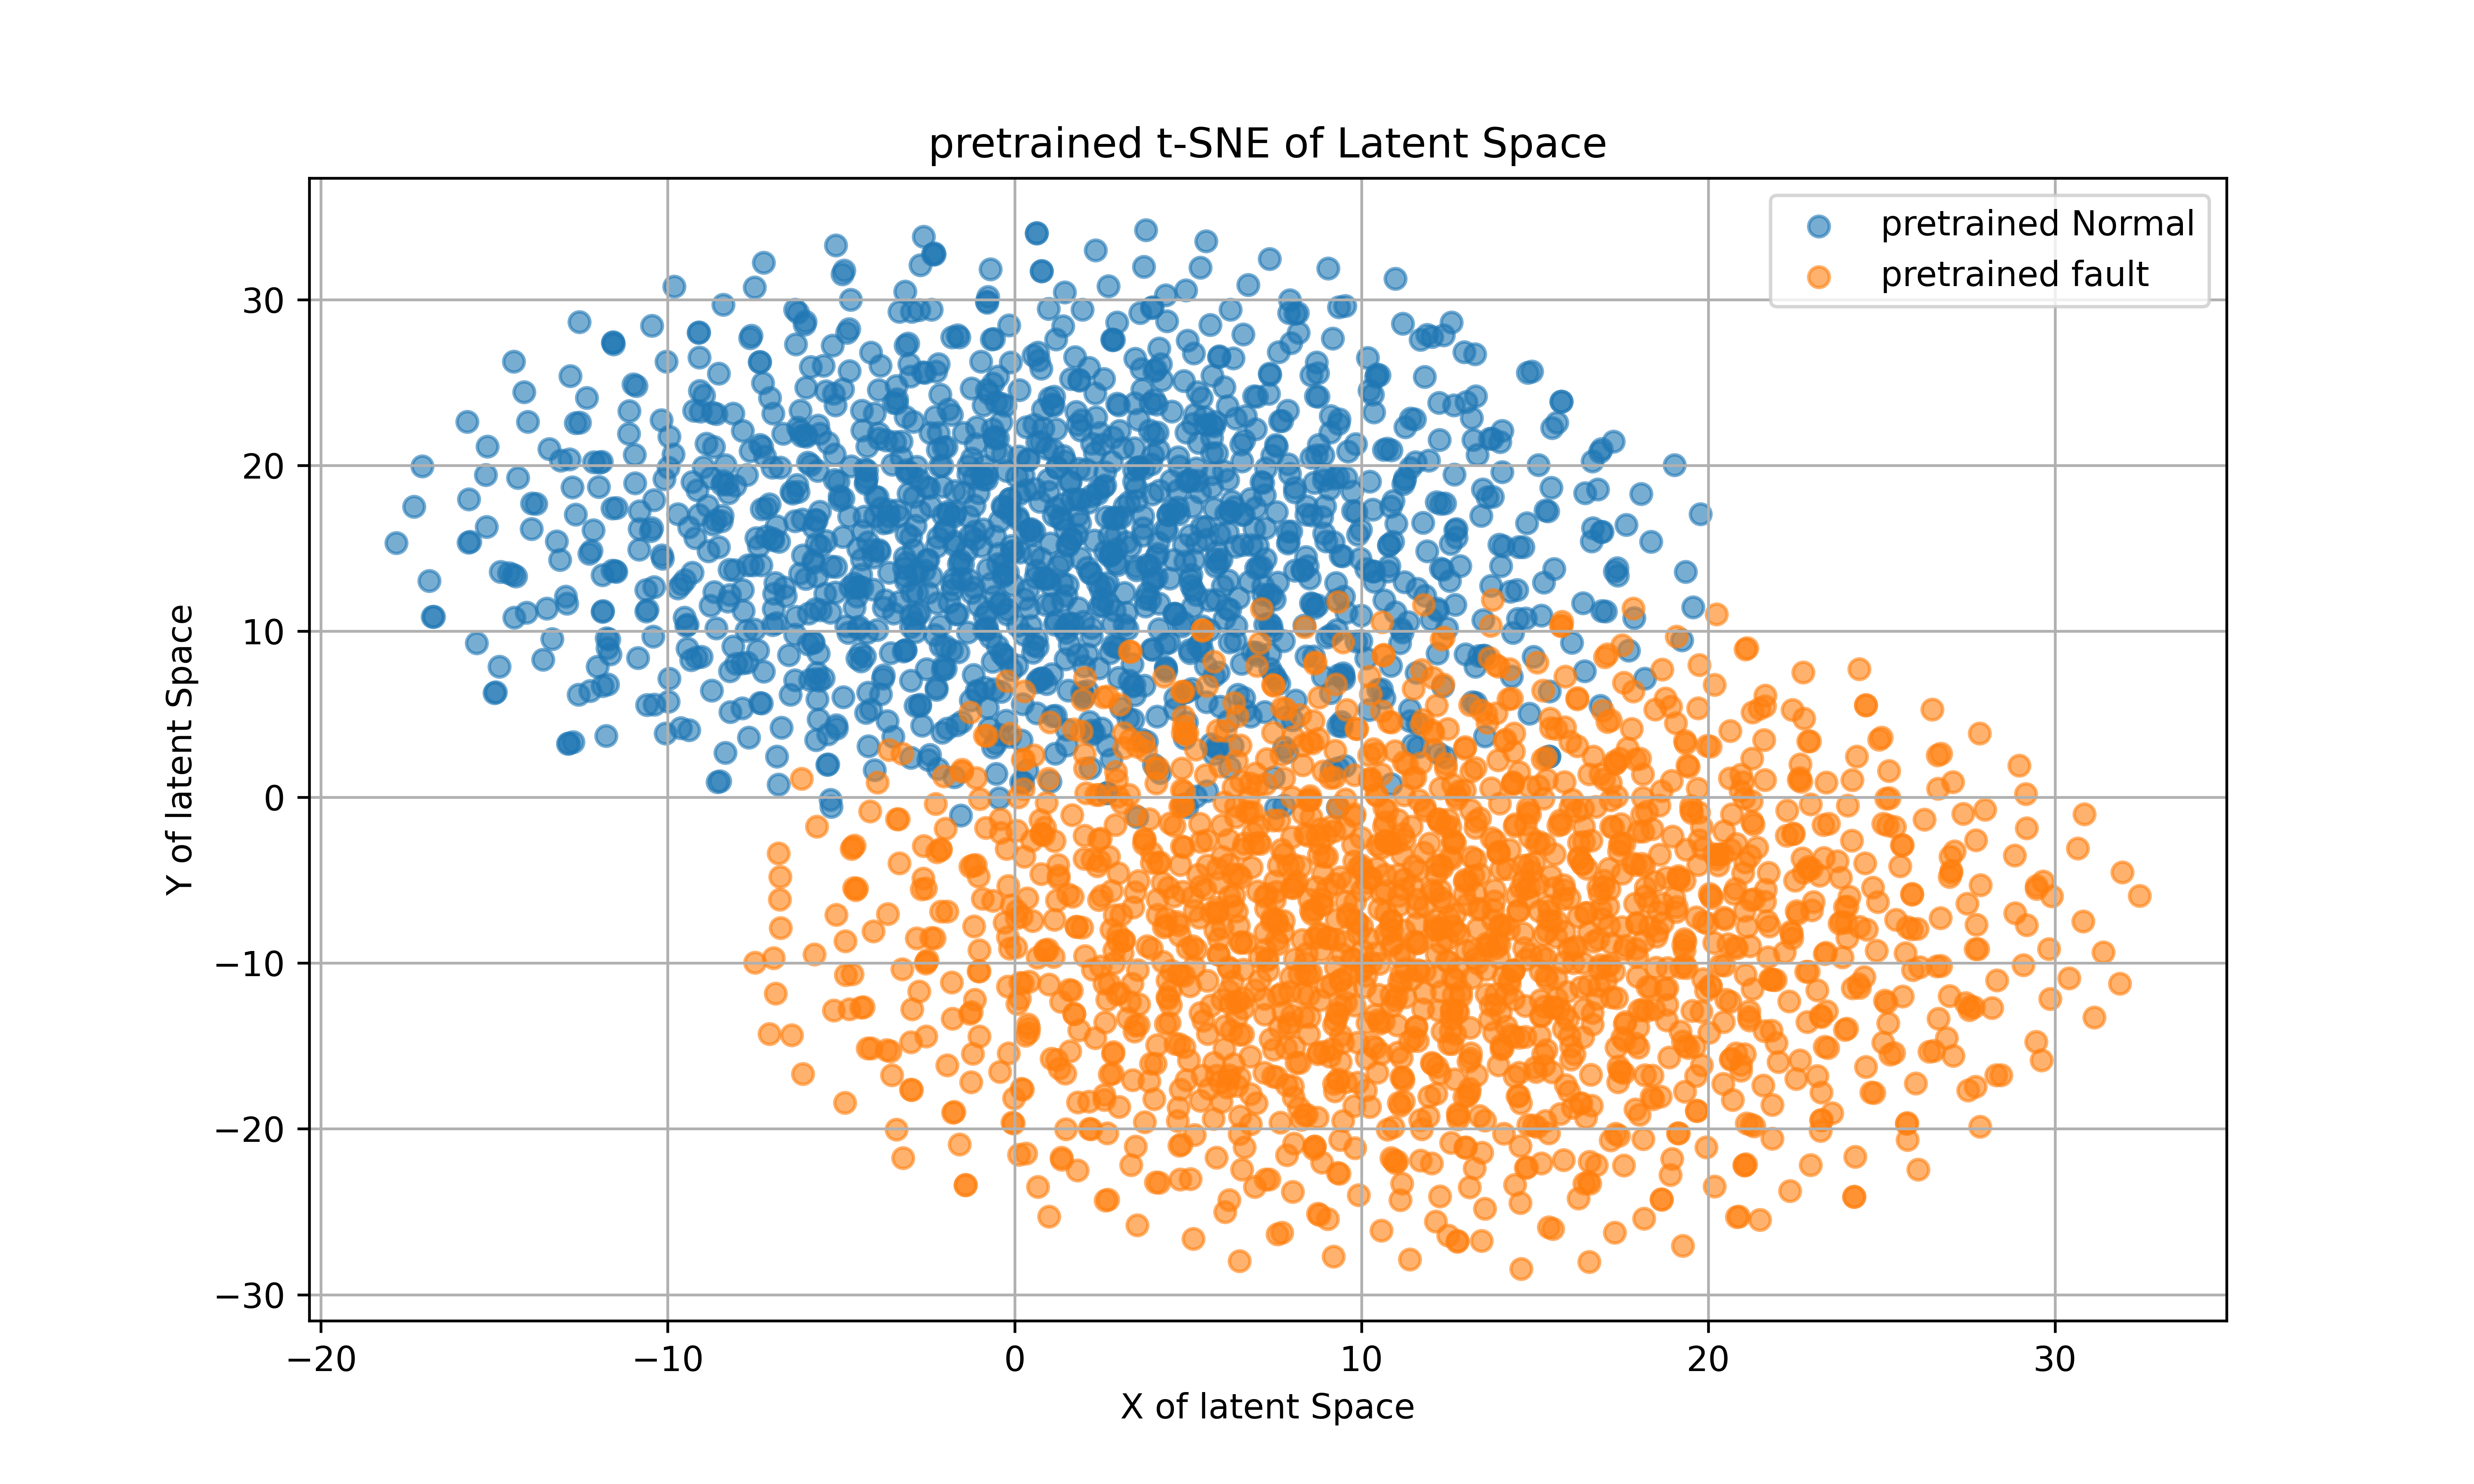 pretrained t-SNE of Latent Space
pretrained Normal
pretrained fault
30
20
10
0
−10
−20
−30
Y of latent Space
−20 −10 0 10 20 30
X of latent Space